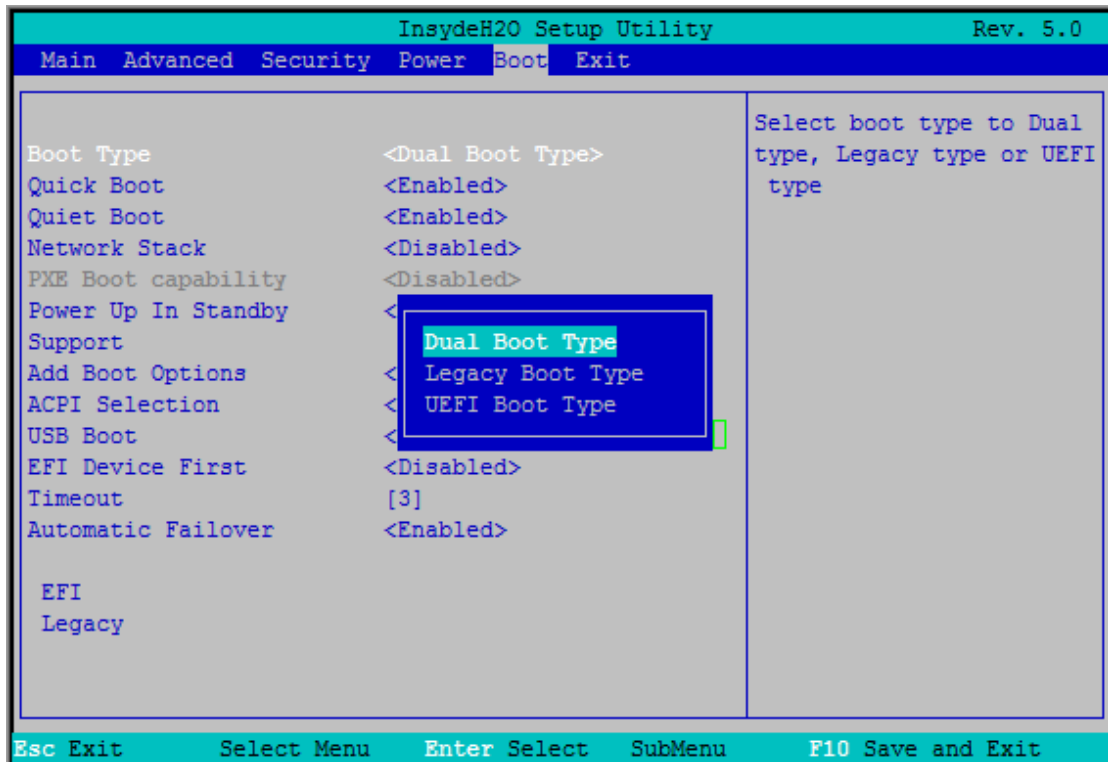 InsydeH2O Setup Utility Rev. 5.0
Main Advanced Security Power Boot Exit
Boot Type <Dual Boot Type>
Quick Boot <Enabled>
Quiet Boot <Enabled>
Network Stack <Disabled>
PXE Boot capability <Disabled>
Power Up In Standby <
Support
Add Boot Options <
ACPI Selection <
USB Boot <
EFI Device First <Disabled>
Timeout [3]
Automatic Failover <Enabled>
EFI
Legacy
Dual Boot Type
Legacy Boot Type
UEFI Boot Type
Select boot type to Dual
type, Legacy type or UEFI
type
Esc Exit Select Menu Enter Select SubMenu F10 Save and Exit